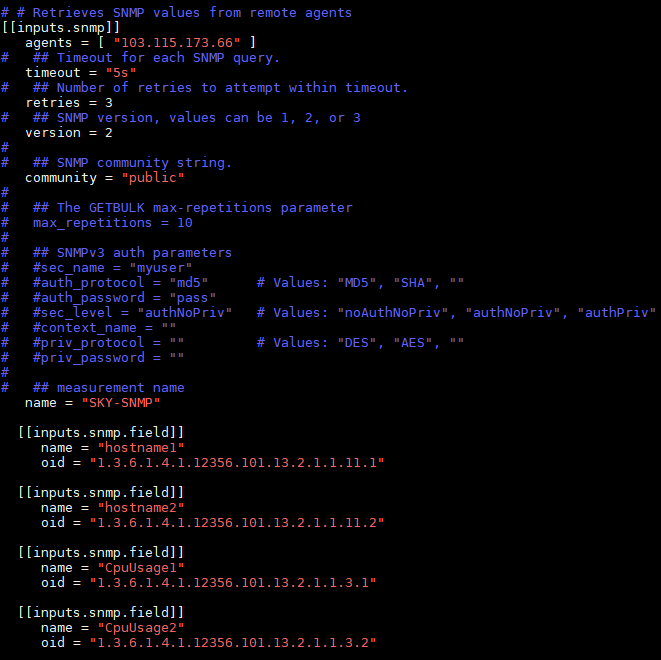 # # Retrieves SNMP values from remote agents
[[inputs.snmp]]
   agents = [ "103.115.173.66" ]
#   ## Timeout for each SNMP query.
   timeout = "5s"
#   ## Number of retries to attempt within timeout.
   retries = 3
#   ## SNMP version, values can be 1, 2, or 3
   version = 2
#
#   ## SNMP community string.
   community = "public"
#
#   ## The GETBULK max-repetitions parameter
#   max_repetitions = 10
#
#   ## SNMPv3 auth parameters
#   #sec_name = "myuser"
#   #auth_protocol = "md5"      # Values: "MD5", "SHA", ""
#   #auth_password = "pass"
#   #sec_level = "authNoPriv"   # Values: "noAuthNoPriv", "authNoPriv", "authPriv"
#   #context_name = ""
#   #priv_protocol = ""         # Values: "DES", "AES", ""
#   #priv_password = ""
#
#   ## measurement name
   name = "SKY-SNMP"

  [[inputs.snmp.field]]
     name = "hostname1"
     oid = "1.3.6.1.4.1.12356.101.13.2.1.1.11.1"

  [[inputs.snmp.field]]
     name = "hostname2"
     oid = "1.3.6.1.4.1.12356.101.13.2.1.1.11.2"

  [[inputs.snmp.field]]
     name = "CpuUsage1"
     oid = "1.3.6.1.4.1.12356.101.13.2.1.1.3.1"

  [[inputs.snmp.field]]
     name = "CpuUsage2"
     oid = "1.3.6.1.4.1.12356.101.13.2.1.1.3.2"